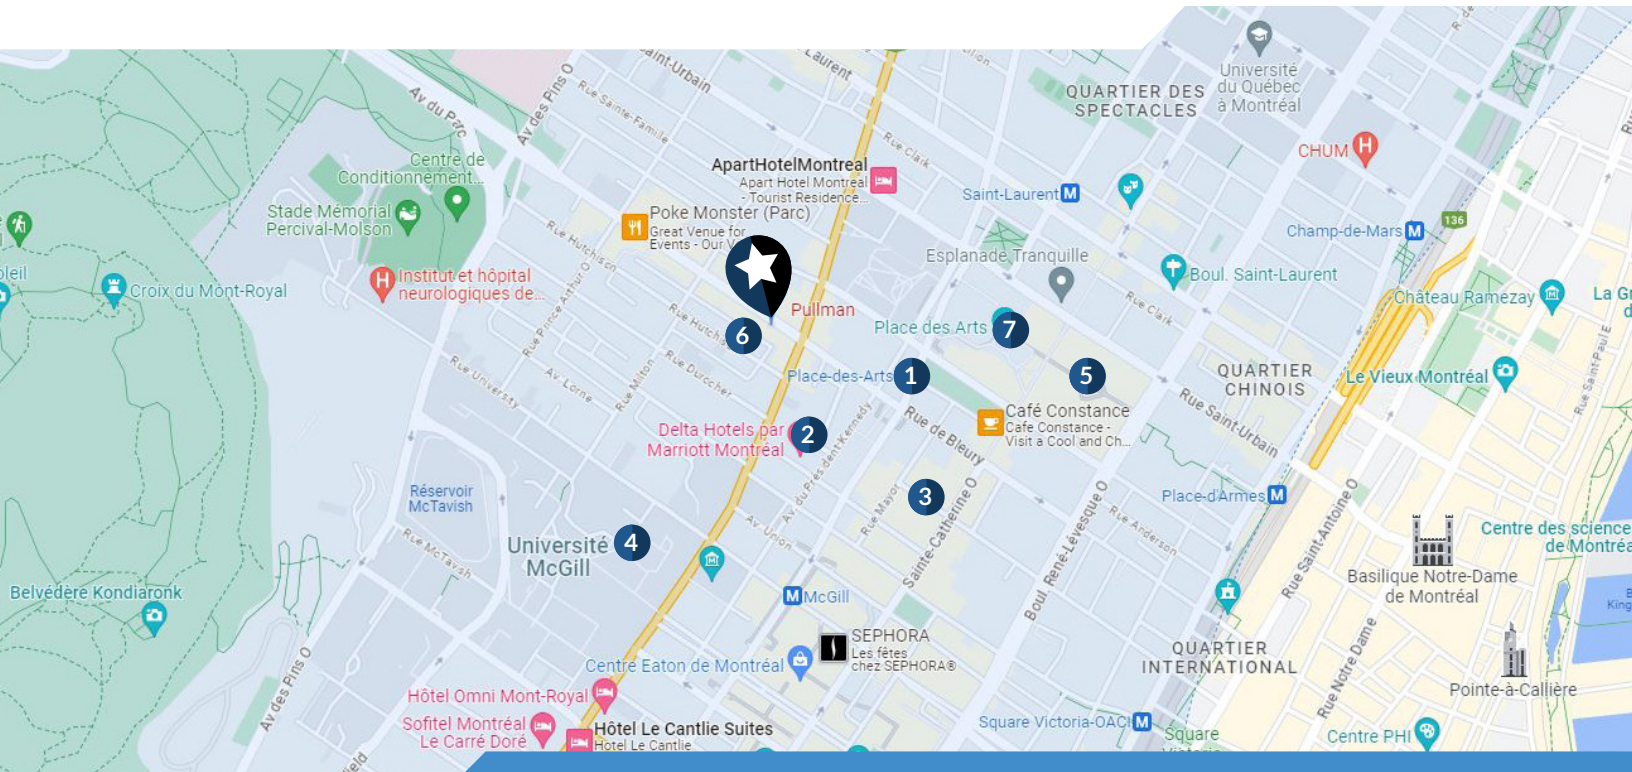 Saint-Urbain
Laurent
Université
du Québec
à Montréal
QUARTIER DES
SPECTACLES
Av du Parc
Av des Pins O
Rue Sainte-Famille
Rue Clark
CHUM
H
Centre de
Conditionnement...
ApartHotelMontreal
Apart Hotel Montreal
- Tourist Residence...
Saint-Laurent
M
Stade Mémorial
Percival-Molson
Poke Monster (Parc)
Great Venue for
Events - Our V
136
Champ-de-Mars
M
Rue Hutchison
Esplanade Tranquille
Institut et hôpital
neurologiques de...
H
Boul. Saint-Laurent
Croix du Mont-Royal
Rue Prince Arthur O
Rue Clark
Château Ramezay
La Gr
Pullman
Place des Arts
7
6
Rue Hutchis
Rue Durocher
Rue University
Av. Lorne
Rue Milton
Place-des-Arts
1
5
QUARTIER
CHINOIS
Le Vieux Montréal
Rue Saint-Paul E
Rue Saint-Urbain
Café Constance
Cafe Constance -
Visit a Cool and Ch...
Rue de Bleury
Delta Hotels par
Marriott Montréal
2
Av. du Président-Kennedy
Réservoir
McTavish
3
Rue Mayor
Sainte-Catherine O
Boul. René-Lévesque O
Place-d'Armes
M
Rue Anderson
Rue Saint-Antoine O
Centre des science
de Montréa
Av. Union
Université
McGill
4
Rue McTavish
Basilique Notre-Dame
de Montréal
Belvédère Kondiaronk
M
McGill
SEPHORA
Les fêtes
chez SEPHORA®
Centre Eaton de Montréal
QUARTIER
INTERNATIONAL
Rue Notre-Dame
Pointe-à-Callière
Av des Pins O
Hôtel Omni Mont-Royal
Sofitel Montréal
Le Carré Doré
Hôtel Le Cantlie Suites
Hotel Le Cantlie
Square Victoria-OACI
M
Square
Centre PHI